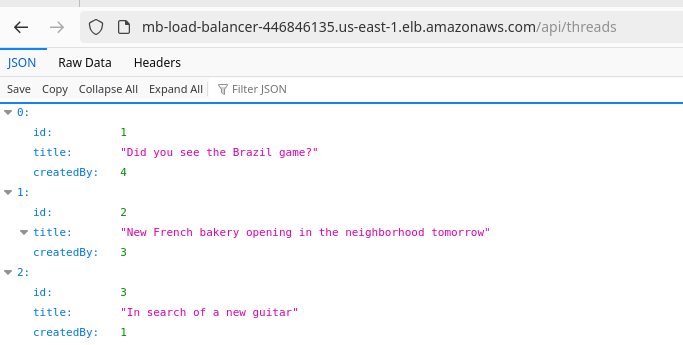 mb-load-balancer-446846135.us-east-1.elb.amazonaws.com/api/threads
JSON Raw Data Headers
Save Copy Collapse All Expand All Filter JSON
0:
id: 1
title: "Did you see the Brazil game?"
createdBy: 4
1:
id: 2
title: "New French bakery opening in the neighborhood tomorrow"
createdBy: 3
2:
id: 3
title: "In search of a new guitar"
createdBy: 1